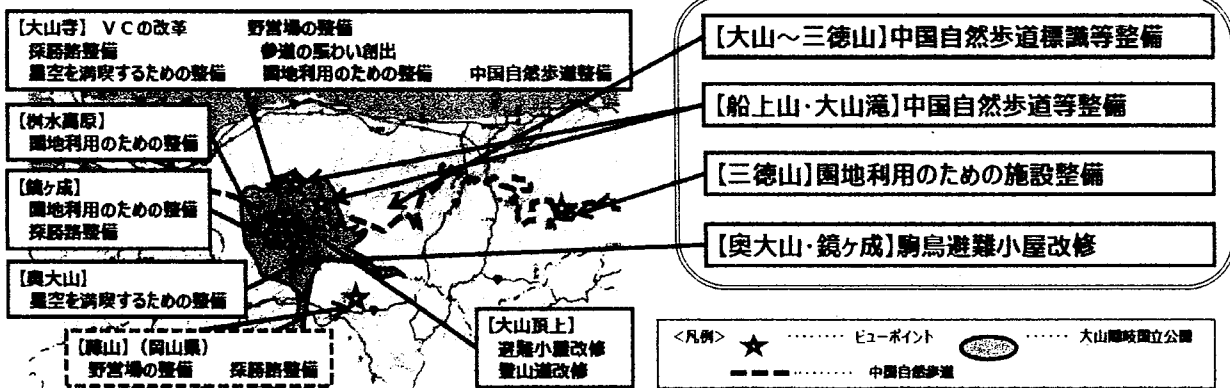 【大山寺】 VCの改革 野営場の整備
探勝路整備 参道の賑わい創出
星空を満喫するための整備 園地利用のための整備 中国自然歩道整備
【桝水高原】
園地利用のための整備
【鏡ヶ成】
園地利用のための整備
探勝路整備
【奥大山】
星空を満喫するための整備
【蒜山】(岡山県)
野営場の整備 探勝路整備
【大山頂上】
避難小屋改修
登山道改修
【大山~三徳山】中国自然歩道標識等整備
【船上山・大山滝】中国自然歩道等整備
【三徳山】園地利用のための施設整備
【奥大山・鏡ヶ成】駒鳥避難小屋改修
<凡例> ☆ ……… ビューポイント …… 大山隠岐国立公園
……… 中国自然歩道